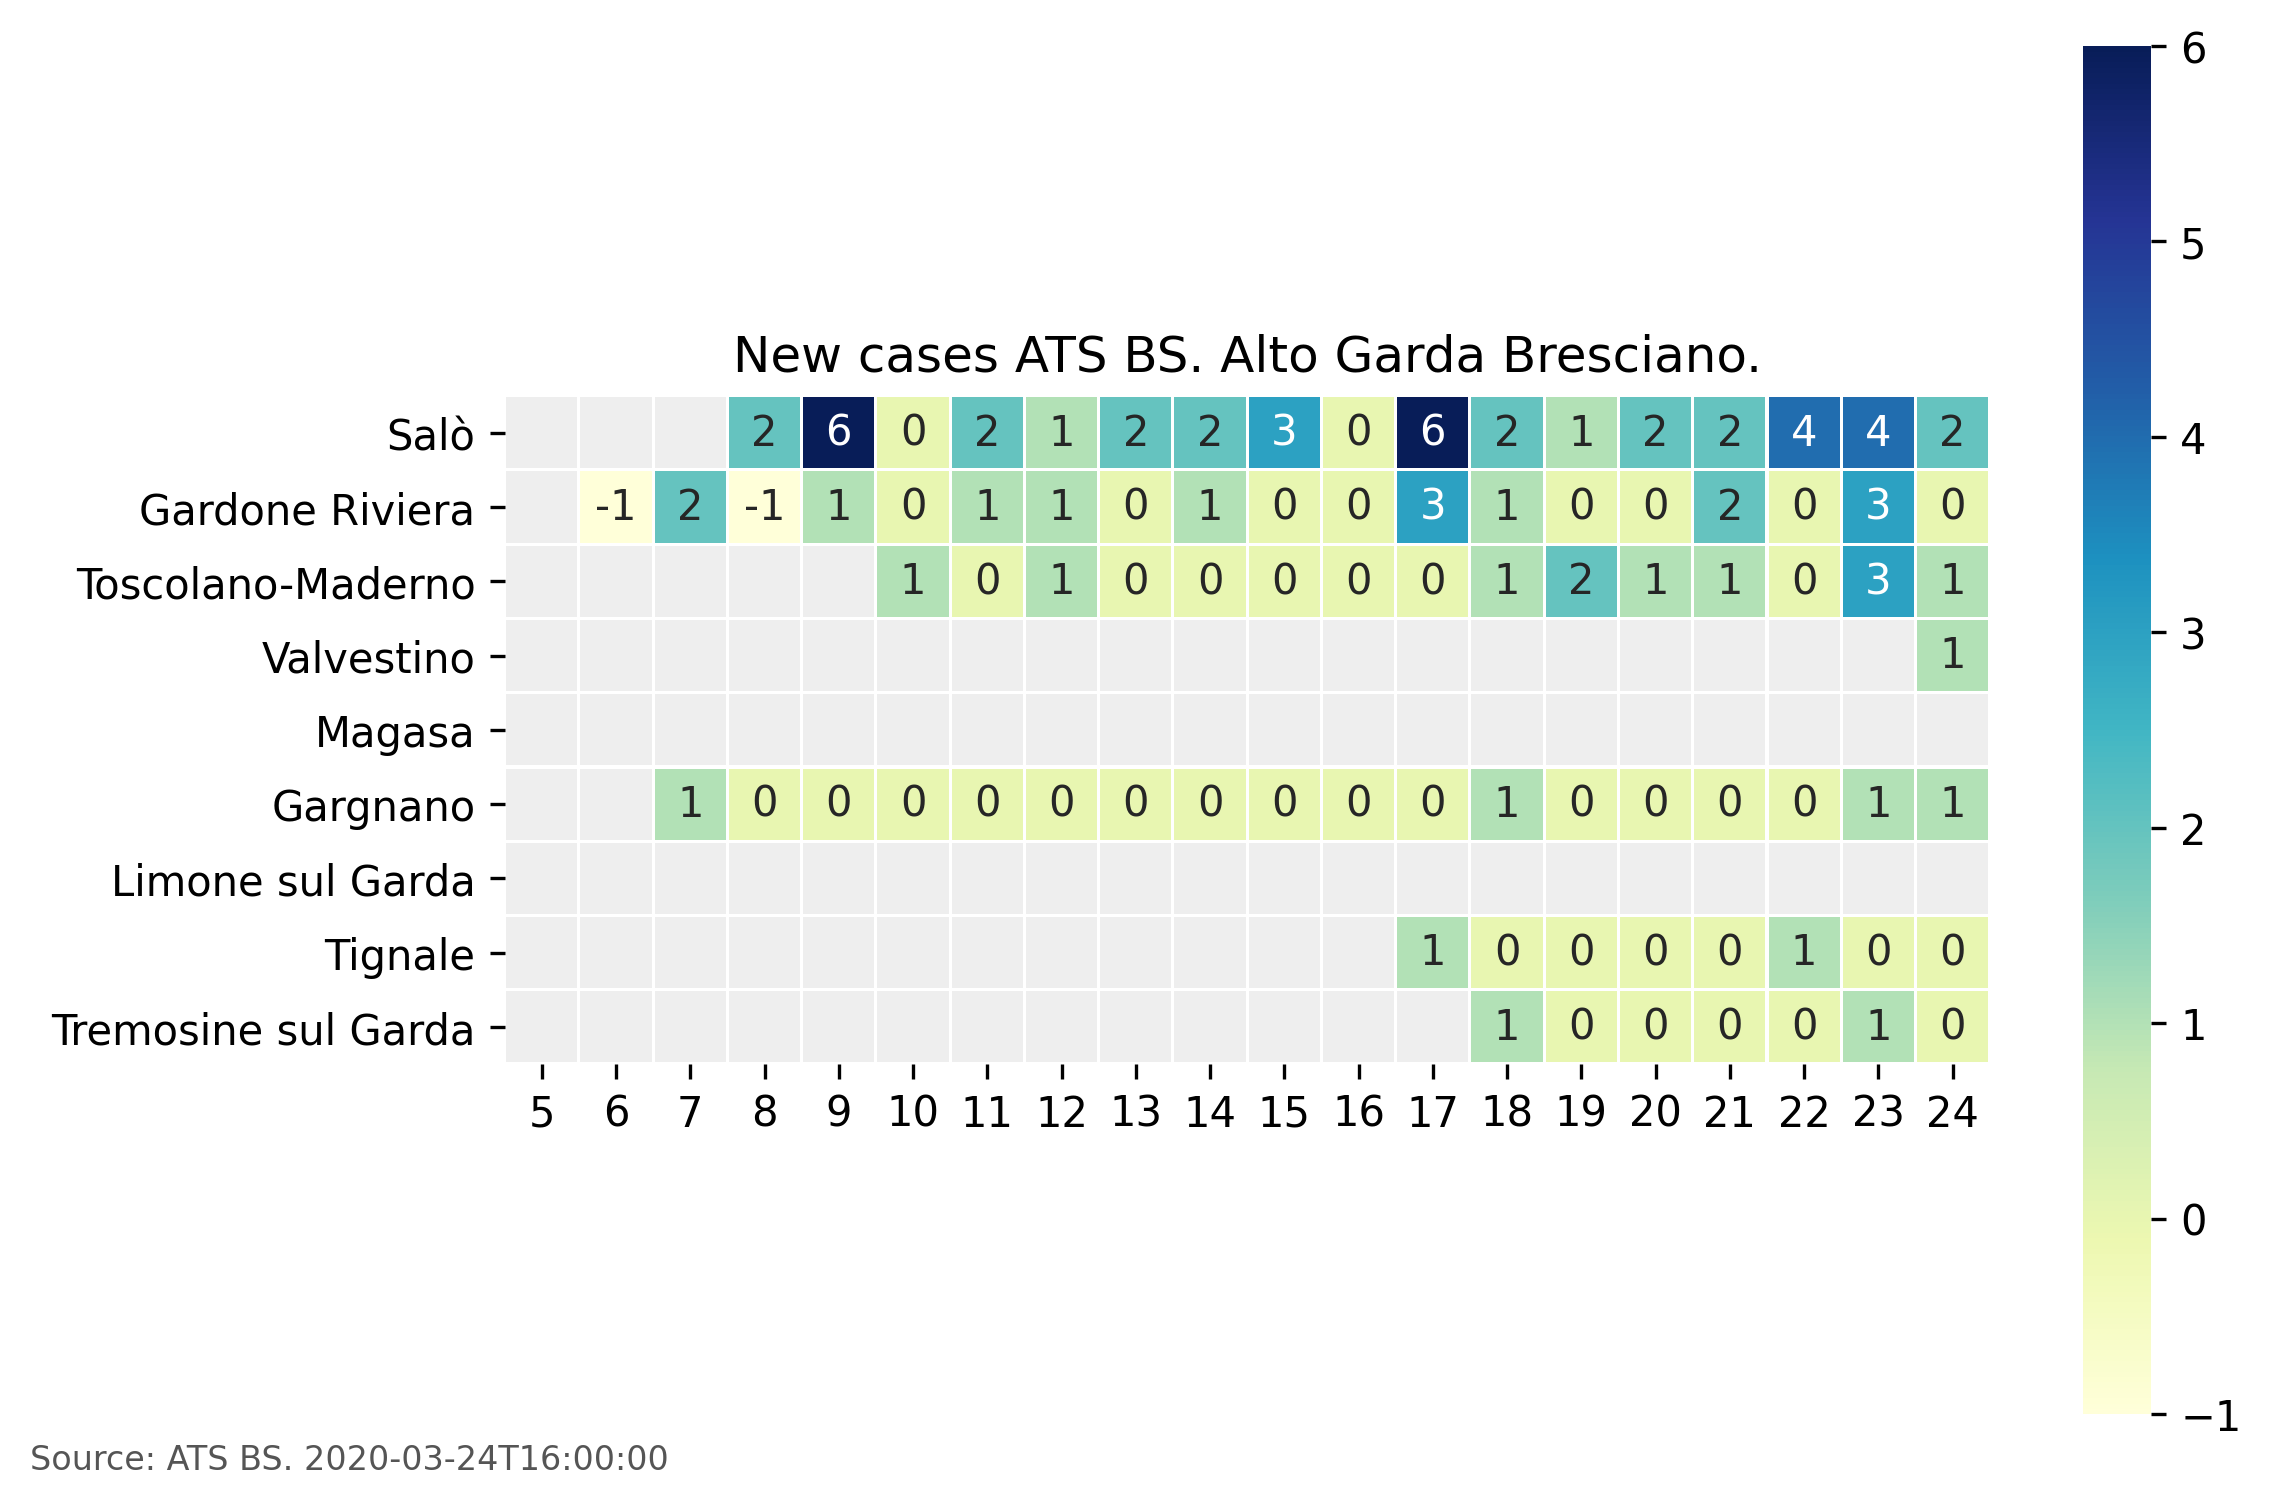 New cases ATS BS. Alto Garda Bresciano.
Salò 2 6 0 2 1 2 2 3 0 6 2 1 2 2 4 4 2
Gardone Riviera -1 2 -1 1 0 1 1 0 1 0 0 3 1 0 0 2 0 3 0
Toscolano-Maderno 1 0 1 0 0 0 0 0 1 2 1 1 0 3 1
Valvestino 1
Magasa
Gargnano 1 0 0 0 0 0 0 0 0 0 0 1 0 0 0 0 1 1
Limone sul Garda
Tignale 1 0 0 0 0 1 0 0
Tremosine sul Garda 1 0 0 0 0 1 0
5 6 7 8 9 10 11 12 13 14 15 16 17 18 19 20 21 22 23 24
6
5
4
3
2
1
0
−1
Source: ATS BS. 2020-03-24T16:00:00